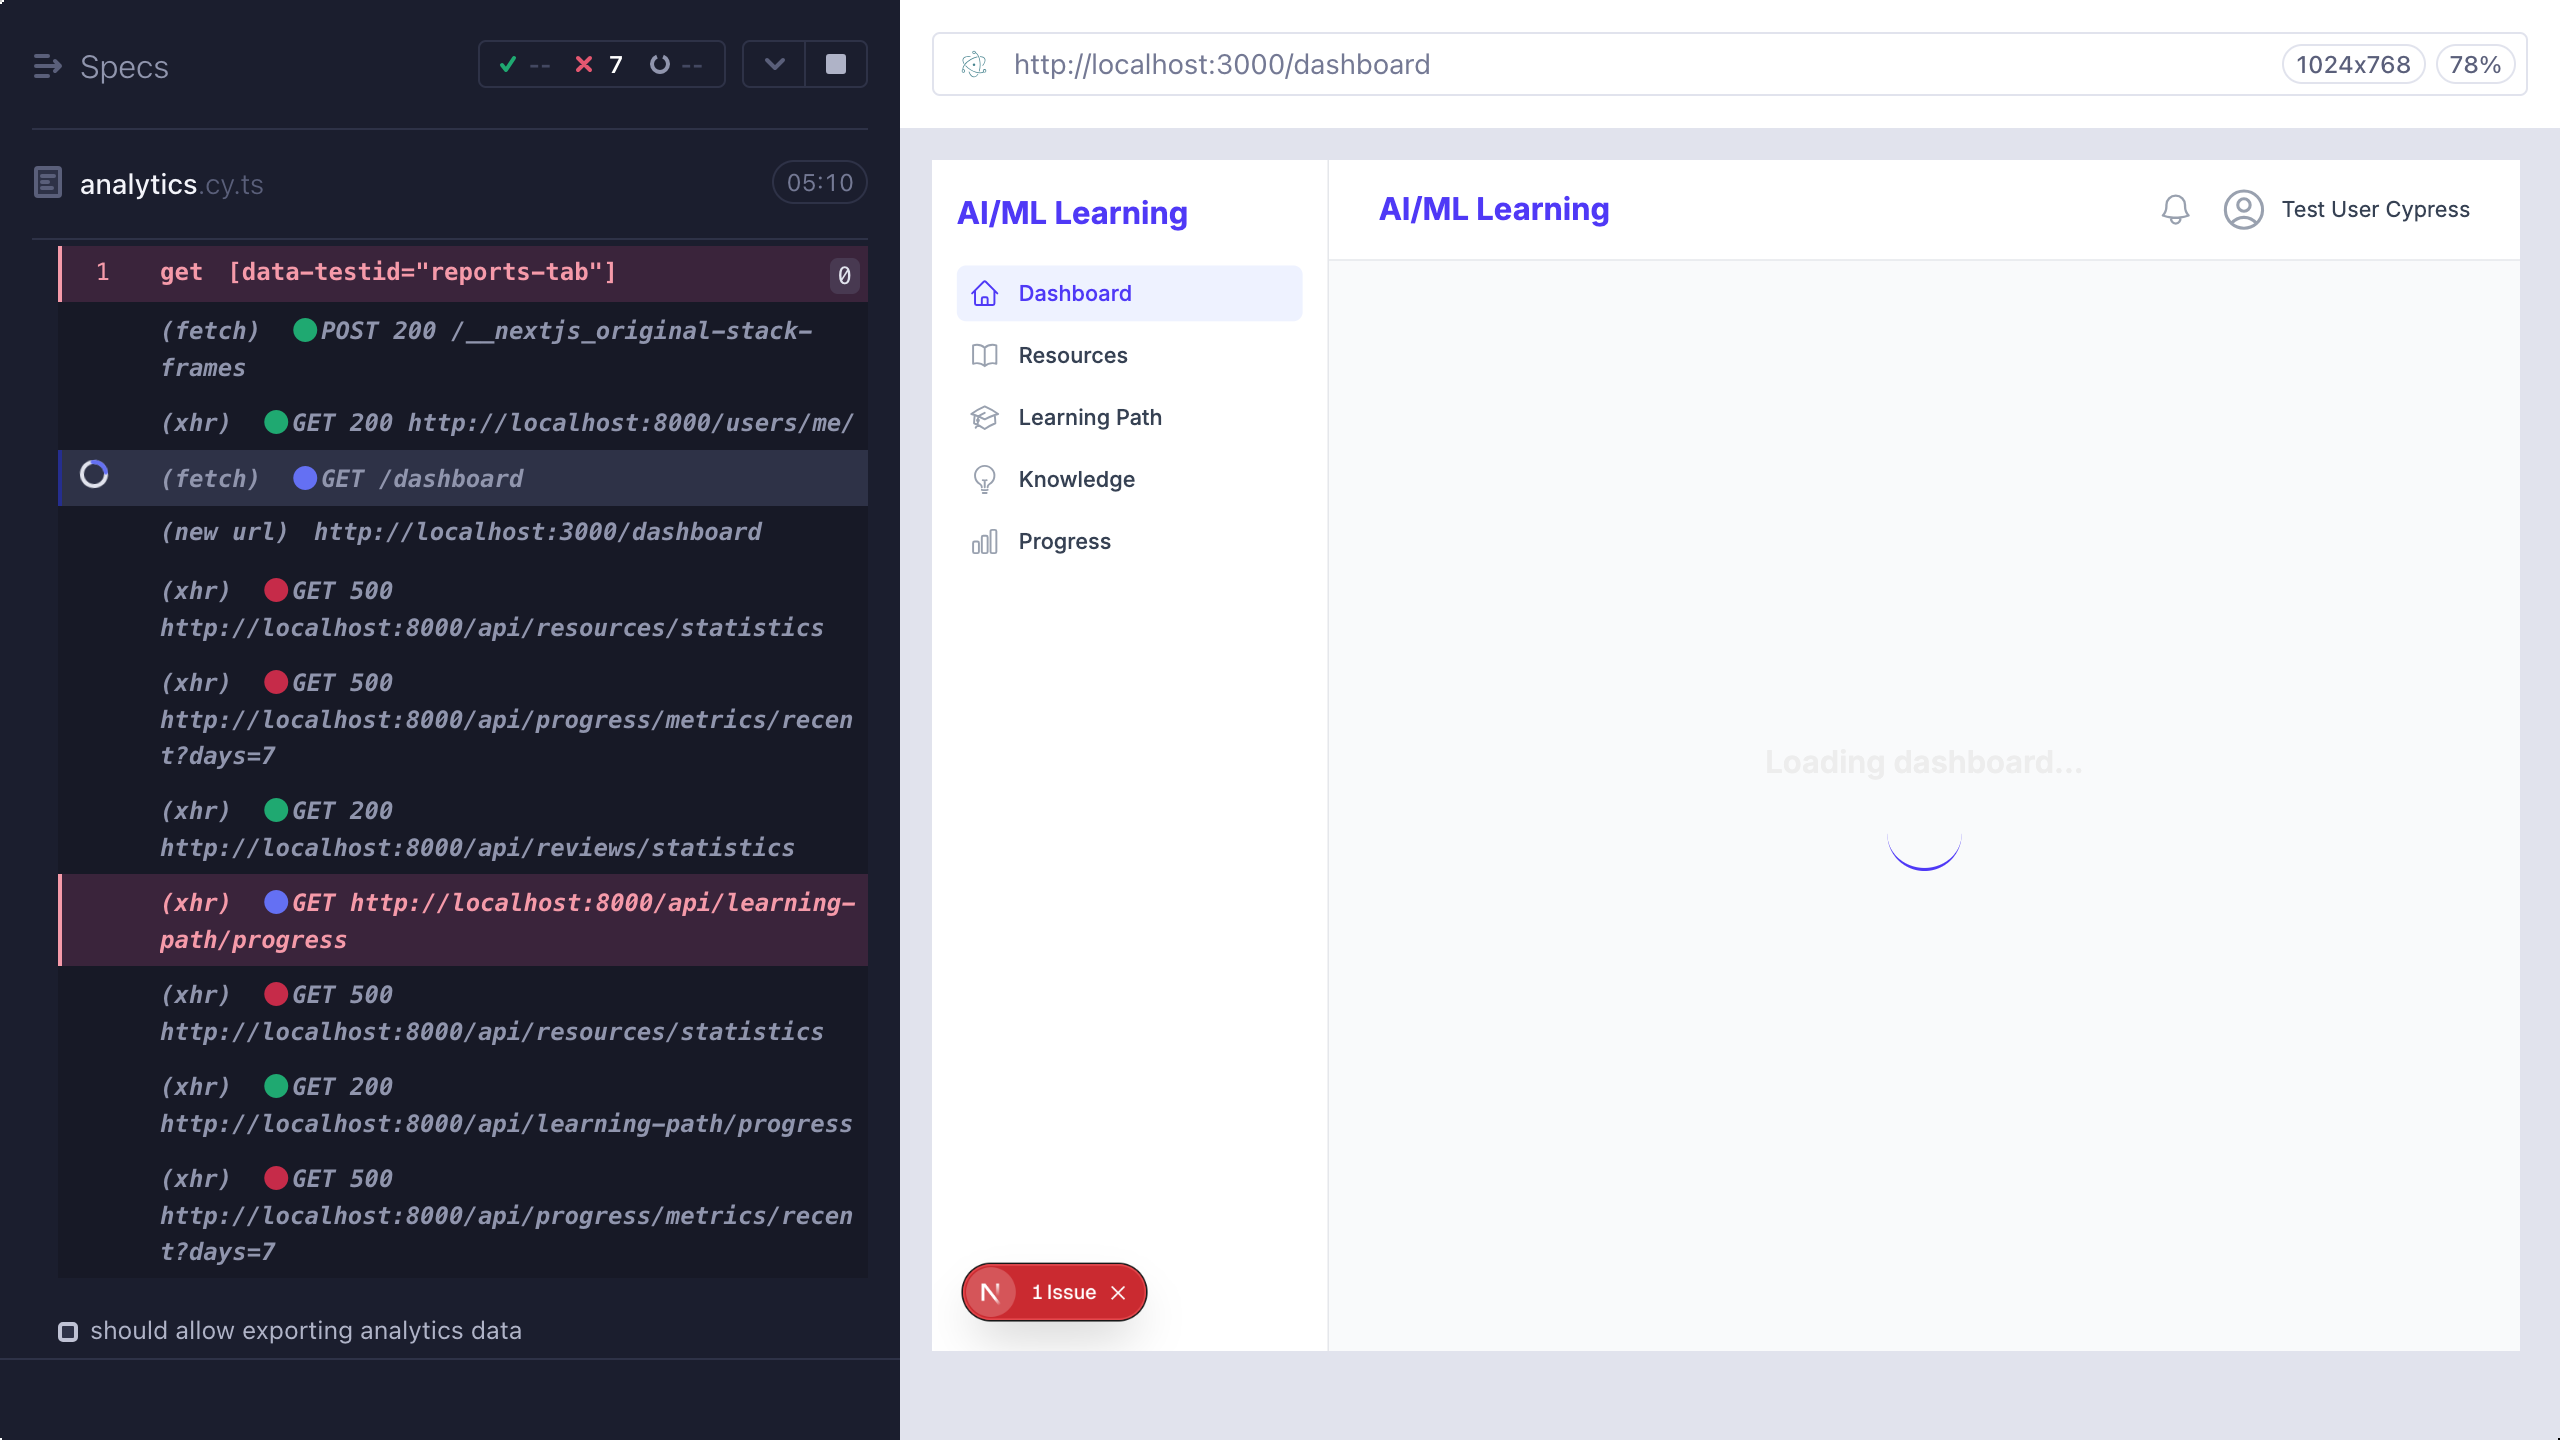 Specs
-- 7 --
analytics.cy.ts 05:10
1 get [data-testid="reports-tab"] 0
(fetch) POST 200 /__nextjs_original-stack-
frames
(xhr) GET 200 http://localhost:8000/users/me/
(fetch) GET /dashboard
(new url) http://localhost:3000/dashboard
(xhr) GET 500
http://localhost:8000/api/resources/statistics
(xhr) GET 500
http://localhost:8000/api/progress/metrics/recen
t?days=7
(xhr) GET 200
http://localhost:8000/api/reviews/statistics
(xhr) GET http://localhost:8000/api/learning-
path/progress
(xhr) GET 500
http://localhost:8000/api/resources/statistics
(xhr) GET 200
http://localhost:8000/api/learning-path/progress
(xhr) GET 500
http://localhost:8000/api/progress/metrics/recen
t?days=7
should allow exporting analytics data
http://localhost:3000/dashboard
1024x768 78%
AI/ML Learning
Dashboard
Resources
Learning Path
Knowledge
Progress
N 1 Issue
AI/ML Learning
Test User Cypress
Loading dashboard...